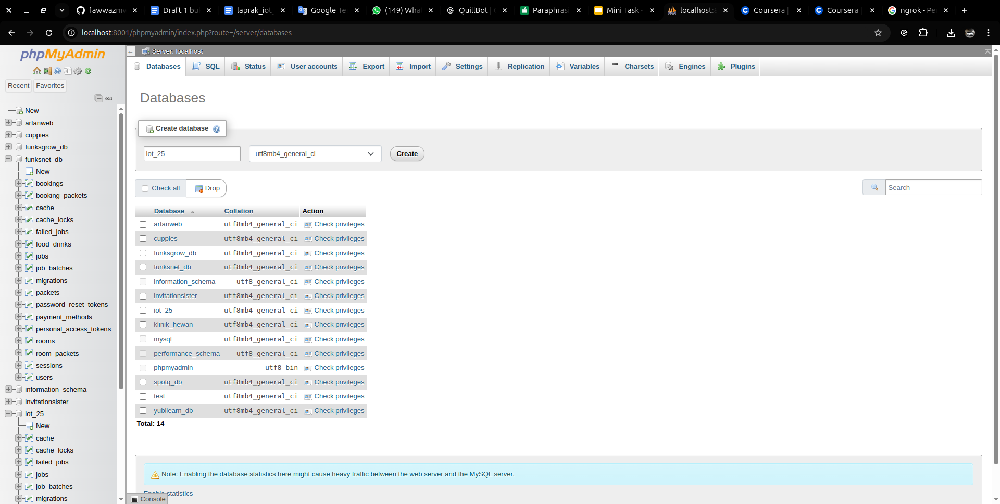 fawwazmv
Draft 1 bu
laprak_iot_
Google Te
(149) Wha
QuillBot |
Paraphrasi
Mini Task -
localhost:8
Coursera |
Coursera |
ngrok - Pe
localhost:8001/phpmyadmin/index.php?route=/server/databases
phpMyAdmin
Recent
Favorites
New
arfanweb
cuppies
funksgrow_db
funksnet_db
New
bookings
booking_packets
cache
cache_locks
failed_jobs
food_drinks
jobs
job_batches
migrations
packets
password_reset_tokens
payment_methods
personal_access_tokens
rooms
room_packets
sessions
users
information_schema
invitationsister
iot_25
New
cache
cache_locks
failed_jobs
jobs
job_batches
migrations
Server: localhost
Databases
SQL
Status
User accounts
Export
Import
Settings
Replication
Variables
Charsets
Engines
Plugins
Databases
Create database
iot_25
utf8mb4_general_ci
Create
Check all
Drop
Search
Database Collation Action
arfanweb utf8mb4_general_ci Check privileges
cuppies utf8mb4_general_ci Check privileges
funksgrow_db utf8mb4_general_ci Check privileges
funksnet_db utf8mb4_general_ci Check privileges
information_schema utf8_general_ci Check privileges
invitationsister utf8mb4_general_ci Check privileges
iot_25 utf8mb4_general_ci Check privileges
klinik_hewan utf8mb4_general_ci Check privileges
mysql utf8mb4_general_ci Check privileges
performance_schema utf8_general_ci Check privileges
phpmyadmin utf8_bin Check privileges
spotq_db utf8mb4_general_ci Check privileges
test utf8mb4_general_ci Check privileges
yubilearn_db utf8mb4_general_ci Check privileges
Total: 14
Note: Enabling the database statistics here might cause heavy traffic between the web server and the MySQL server.
Enable statistics
Console